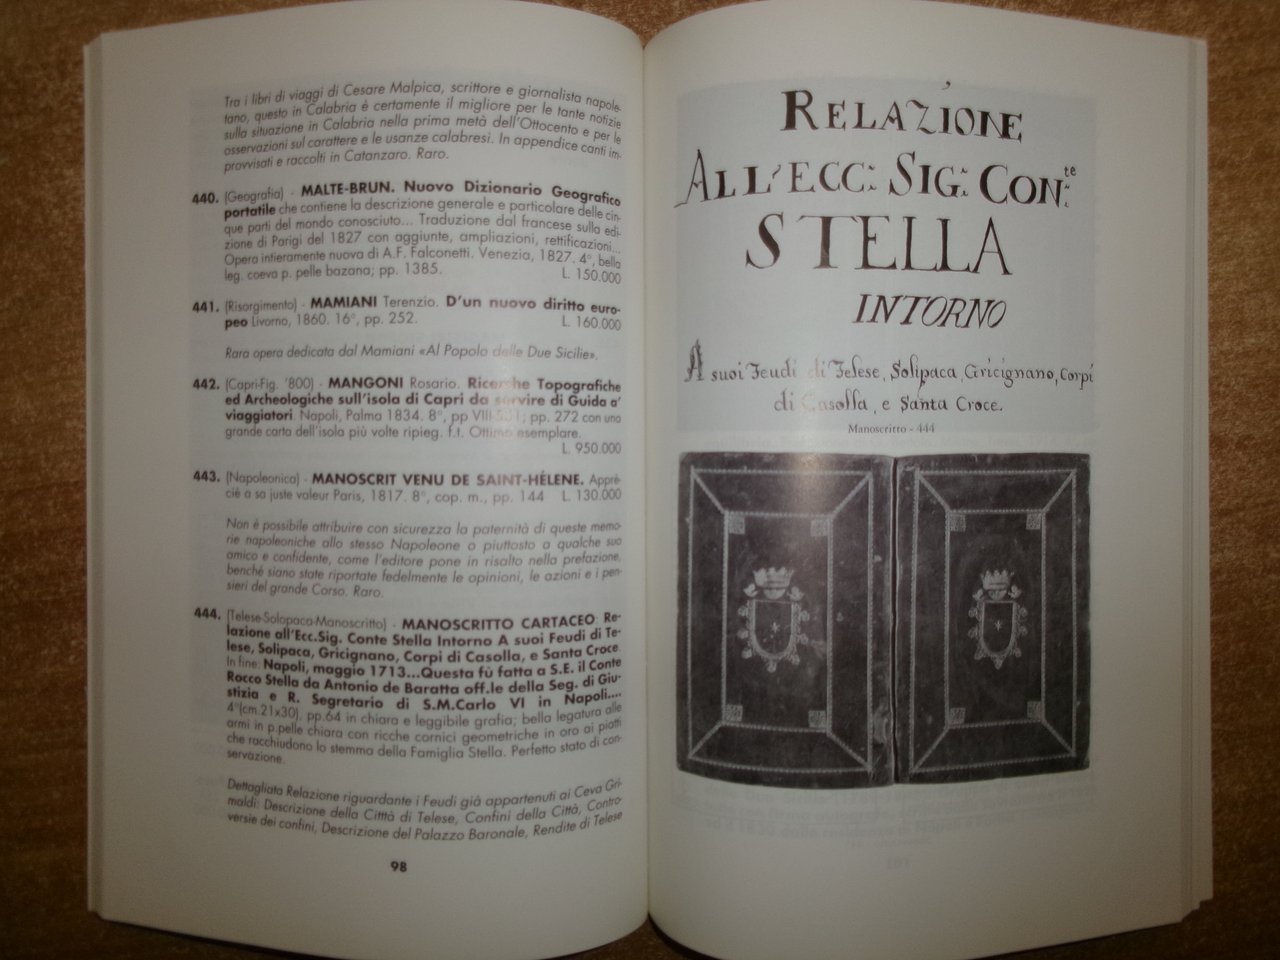 Tra i libri di viaggi di Cesare Malpica, scrittore e giornalista napole-
tano, questo in Calabria è certamente il migliore per le tante notizie
sulla situazione in Calabria nella prima metà dell'Ottocento e per le
osservazioni sul carattere e le usanze calabresi. In appendice canti im-
provvisati e raccolti in Catanzaro. Raro.
440. (Geografia) - MALTE-BRUN. Nuovo Dizionario Geografico
portatile che contiene la descrizione generale e particolare delle cin-
que parti del mondo conosciuto... Traduzione dal francese sulla edi-
zione di Parigi del 1827 con aggiunte, ampliazioni, rettificazioni...
Opera intieramente nuova di A.F. Falconetti. Venezia, 1827. 4°, bella
leg. coeva p. pelle bazana; pp. 1385. L. 150.000
441. (Risorgimento) - MAMIANI Terenzio. D'un nuovo diritto euro-
peo Livorno, 1860. 16°, pp. 252. L. 160.000
Rara opera dedicata dal Mamiani «Al Popolo delle Due Sicilie».
442. (Capri-Fig. '800) - MANGONI Rosario. Ricerche Topografiche
ed Archeologiche sull'isola di Capri da servire di Guida a'
viaggiatori. Napoli, Palma 1834. 8°, pp VIII-531; pp. 272 con una
grande carta dell'isola più volte ripieg. f.t. Ottimo esemplare.
L. 950.000
443. (Napoleonica) - MANOSCRIT VENU DE SAINT-HÉLENE. Appré-
cié a sa juste valeur Paris, 1817. 8°, cop. m., pp. 144 L. 130.000
Non è possibile attribuire con sicurezza la paternità di queste memo-
rie napoleoniche allo stesso Napoleone o piuttosto a qualche suo
amico e confidente, come l'editore pone in risalto nella prefazione,
benché siano state riportate fedelmente le opinioni, le azioni e i pen-
sieri del grande Corso. Raro.
444. (Telese-Solopaca-Manoscritto) - MANOSCRITTO CARTACEO: Re-
lazione all'Ecc.Sig. Conte Stella Intorno A suoi Feudi di Te-
lese, Solipaca, Gricignano, Corpi di Casolla, e Santa Croce.
In fine: Napoli, maggio 1713...Questa fù fatta a S.E. il Conte
Rocco Stella da Antonio de Baratta off.le della Seg. di Giu-
stizia e R. Segretario di S.M.Carlo VI in Napoli....
4°(cm.21x30), pp.64 in chiara e leggibile grafia; bella legatura alle
armi in p.pelle chiara con ricche cornici geometriche in oro ai piatti
che racchiudono lo stemma della Famiglia Stella. Perfetto stato di con-
servazione.
Dettagliata Relazione riguardante i Feudi già appartenuti ai Ceva Gri-
maldi: Descrizione della Citttà di Telese, Confini della Città, Contro-
versie dei confini, Descrizione del Palazzo Baronale, Rendite di Telese
98
RELAZIONE
ALL'ECC: SIG: CON:te
STELLA
INTORNO
A suoi Feudi di Telese, Solipaca, Gricignano, Corpi
di Casolla, e Santa Croce.
Manoscritto - 444